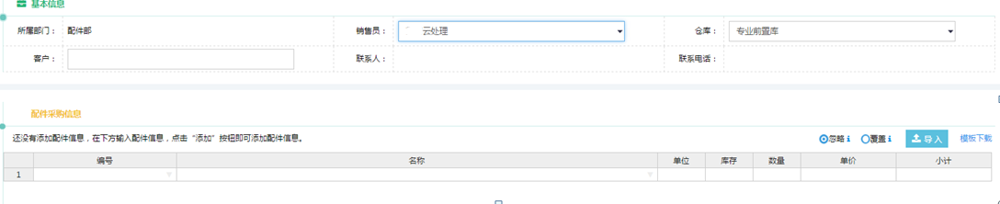 基本信息
所属部门： 配件部 销售员： 云处理 仓库： 专业前置库
客户： 联系人： 联系电话：
配件采购信息
还没有添加配件信息，在下方输入配件信息，点击“添加”按钮即可添加配件信息。 忽略 i 覆盖 i 导入 模板下载
编号 名称 单位 库存 数量 单价 小计
1